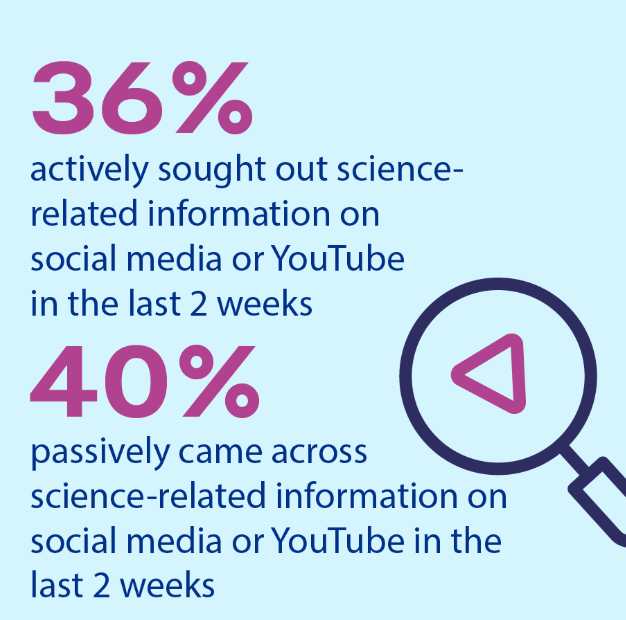 36%
actively sought out science-
related information on
social media or YouTube
in the last 2 weeks
40%
passively came across
science-related information on
social media or YouTube in the
last 2 weeks